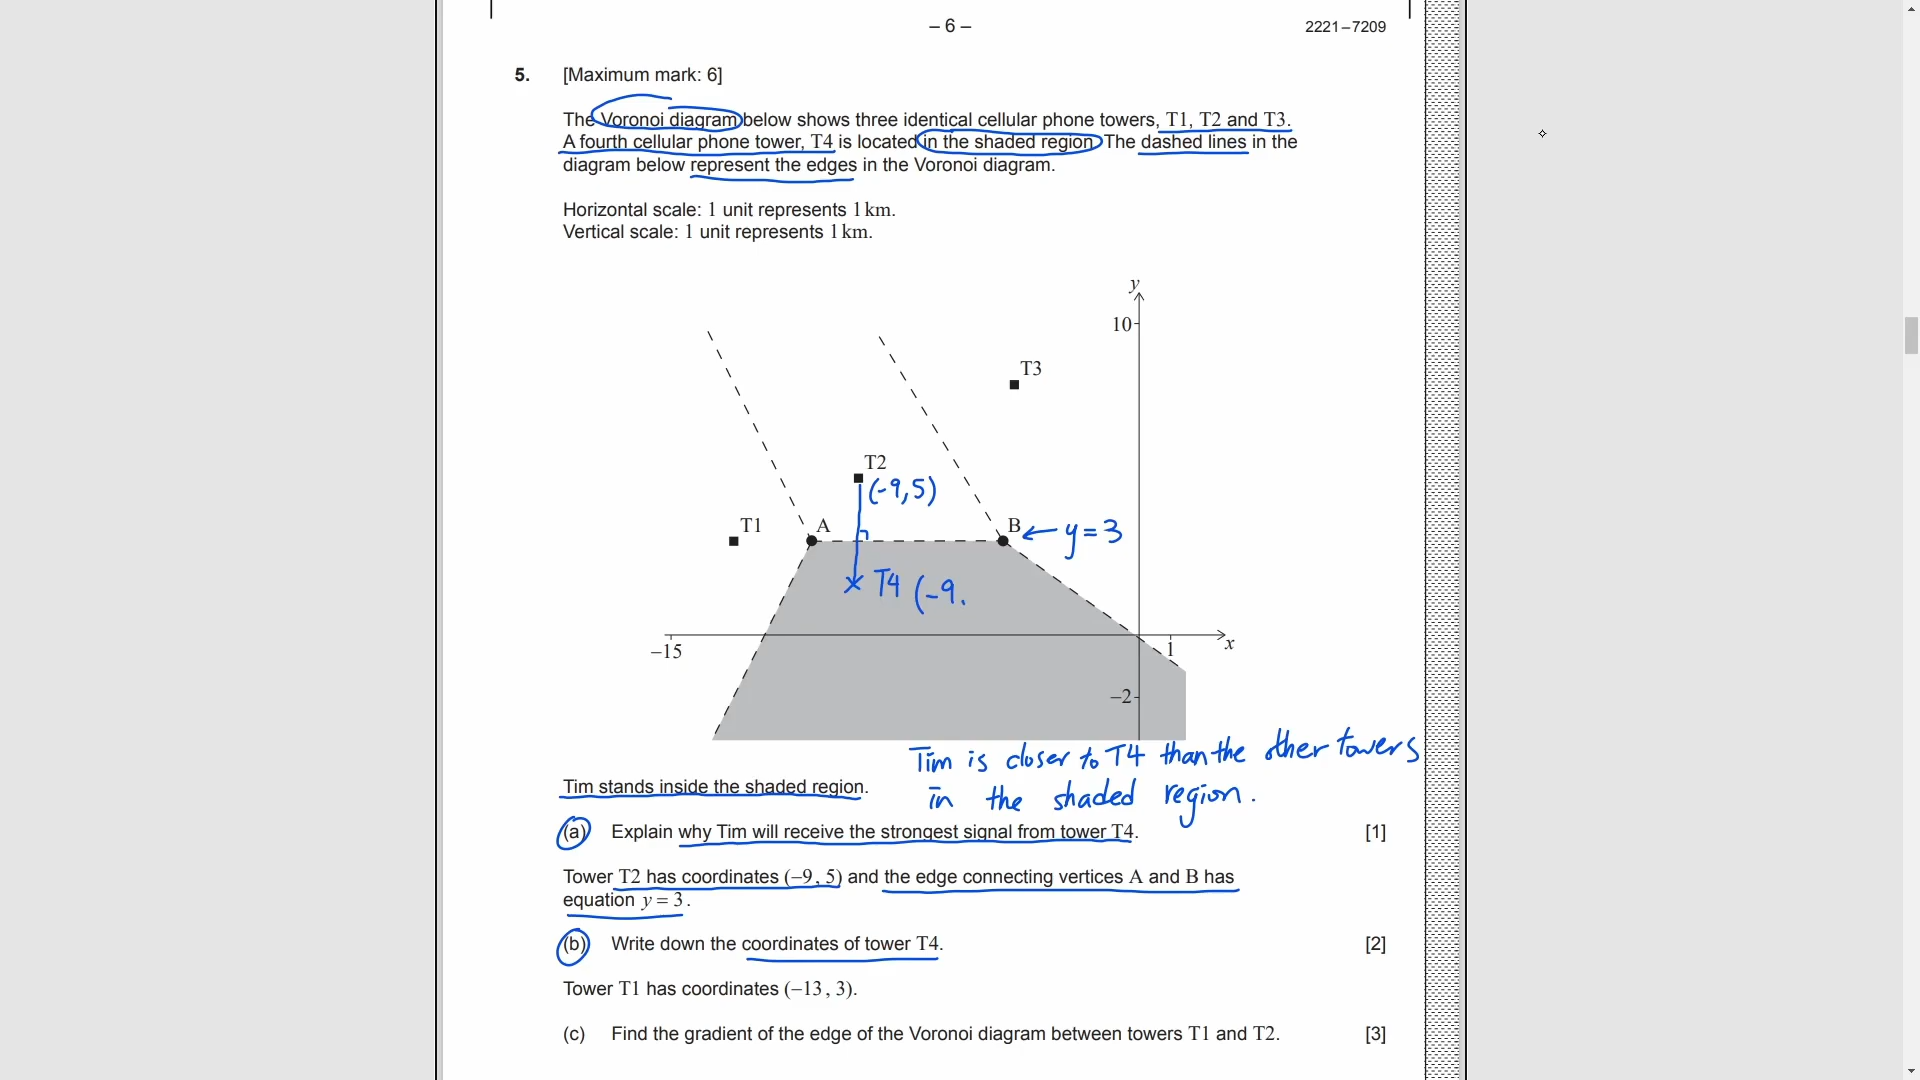 – 6 –
2221–7209
5. [Maximum mark: 6]
The Voronoi diagram below shows three identical cellular phone towers, T1, T2 and T3.
A fourth cellular phone tower, T4 is located in the shaded region. The dashed lines in the
diagram below represent the edges in the Voronoi diagram.
Horizontal scale: 1 unit represents 1 km.
Vertical scale: 1 unit represents 1 km.
y
10
T3
T2
(-9,5)
T1
A
B
y = 3
T4 (-9,
–15
1
x
–2
Tim is closer to T4 than the other towers
in the shaded region.
Tim stands inside the shaded region.
(a) Explain why Tim will receive the strongest signal from tower T4. [1]
Tower T2 has coordinates (–9, 5) and the edge connecting vertices A and B has
equation y = 3.
(b) Write down the coordinates of tower T4. [2]
Tower T1 has coordinates (–13, 3).
(c) Find the gradient of the edge of the Voronoi diagram between towers T1 and T2. [3]